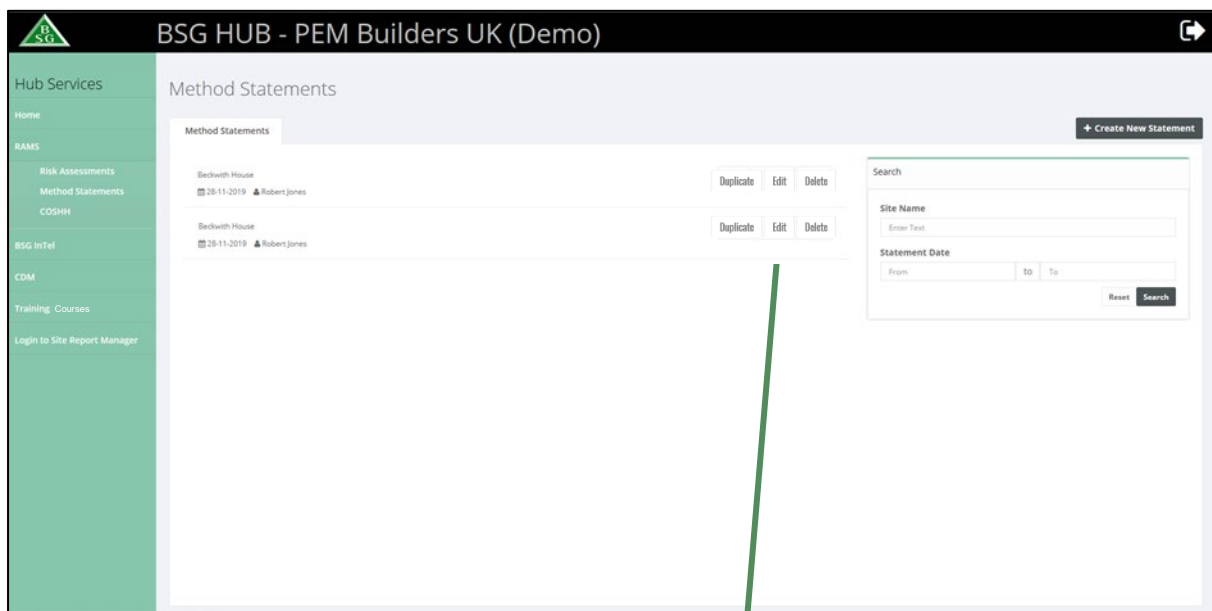 B
SG
BSG HUB - PEM Builders UK (Demo)
Hub Services
Home
RAMS
Risk Assessments
Method Statements
COSHH
BSG InTel
CDM
Training Courses
Login to Site Report Manager
Method Statements
Method Statements
+ Create New Statement
Beckwith House
28-11-2019 Robert Jones
Duplicate Edit Delete
Beckwith House
28-11-2019 Robert Jones
Duplicate Edit Delete
Search
Site Name
Enter Text
Statement Date
From to To
Reset Search